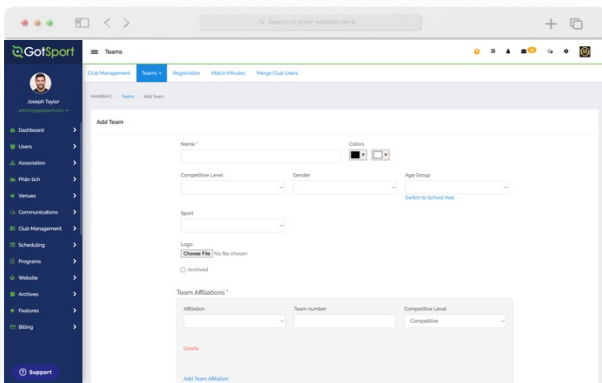 Search or enter website name
GotSport
Teams
Joseph Taylor
Club Management Teams Registration Match Minutes Merge Club Users
/ Teams / Add Team
Dashboard
Users
Association
Phân tích
Venues
Communications
Club Management
Scheduling
Programs
Website
Archives
Features
Billing
Support
Add Team
Name *
Colors
Competitive Level
Gender
Age Group
Switch to School Year
Sport
Logo
Choose File No file chosen
Archived
Team Affiliations *
Affiliation
Team number
Competitive Level
Competitive
Delete
Add Team Affiliation